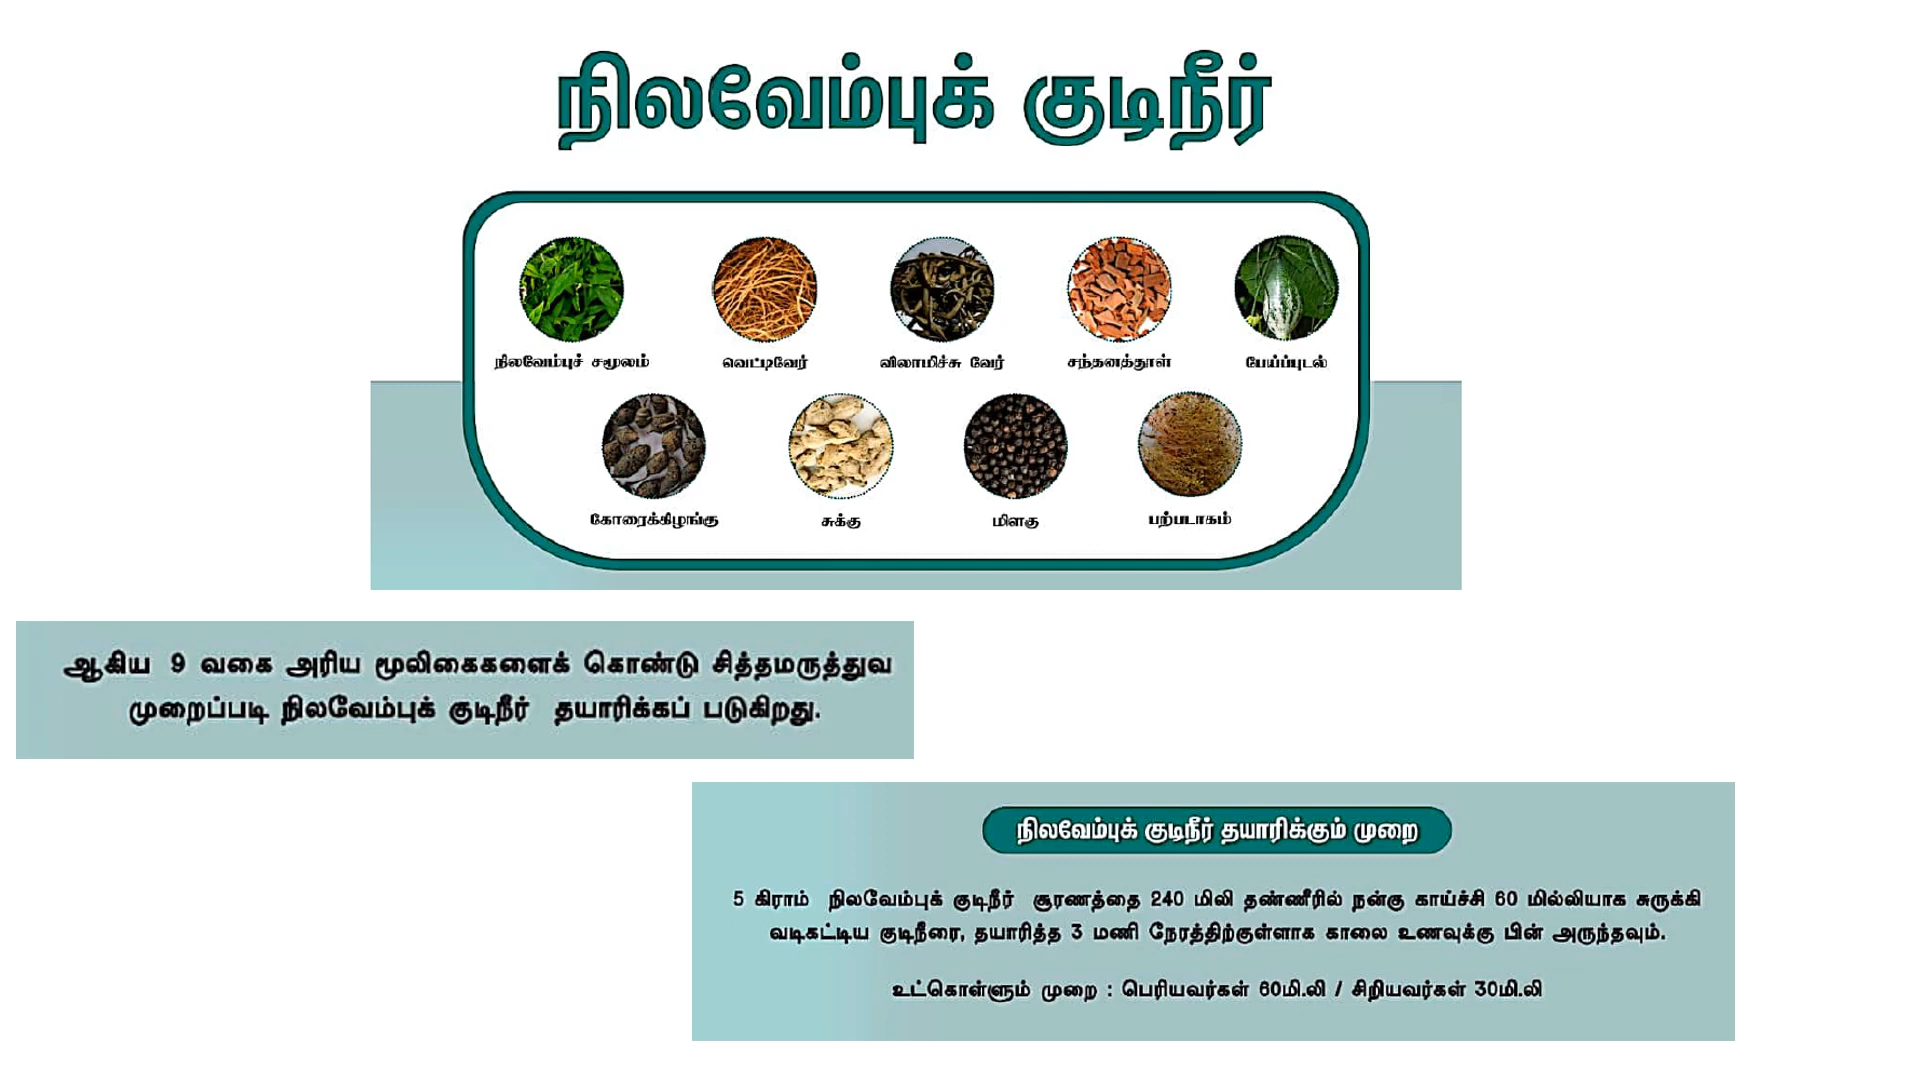 நிலவேம்புக் குடிநீர்
நிலவேம்புச் சமூலம்
வெட்டிவேர்
விலாமிச்சு வேர்
சந்தனத்தூள்
பேய்ப்புடல்
கோரைக்கிழங்கு
சுக்கு
மிளகு
பற்படாகம்
ஆகிய 9 வகை அரிய மூலிகைகளைக் கொண்டு சித்தமருத்துவ
முறைப்படி நிலவேம்புக் குடிநீர் தயாரிக்கப் படுகிறது.
நிலவேம்புக் குடிநீர் தயாரிக்கும் முறை
5 கிராம் நிலவேம்புக் குடிநீர் சூரணத்தை 240 மிலி தண்ணீரில் நன்கு காய்ச்சி 60 மில்லியாக சுருக்கி
வடிகட்டிய குடிநீரை, தயாரித்த 3 மணி நேரத்திற்குள்ளாக காலை உணவுக்கு பின் அருந்தவும்.
உட்கொள்ளும் முறை : பெரியவர்கள் 60மி.லி / சிறியவர்கள் 30மி.லி